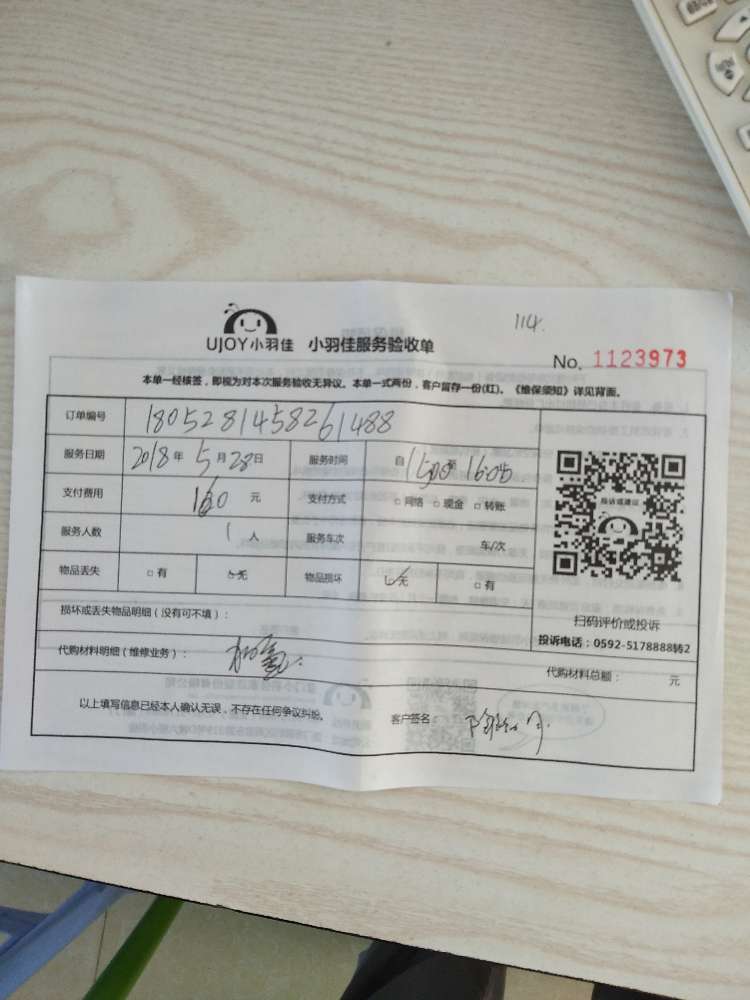 114.
UJOY小羽佳 小羽佳服务验收单
No. 1123973
本单一经核签，即视为对本次服务验收无异议。本单一式两份，客户留存一份(红)。《维保须知》详见背面。
订单编号 1805281458261488
服务日期 2018年5月28日 服务时间 自 至 16:05
支付费用 160 元 支付方式 □网络 □现金 □转账
投诉或建议
服务人数 1 人 服务车次 车/次
物品丢失 □有 □无 物品损坏 □无 □有
损坏或丢失物品明细（没有可不填）：
扫码评价或投诉
投诉电话：0592-5178888转2
代购材料明细（维修业务）：
代购材料总额： 元
以上填写信息已经本人确认无误，不存在任何争议纠纷。 客户签名：